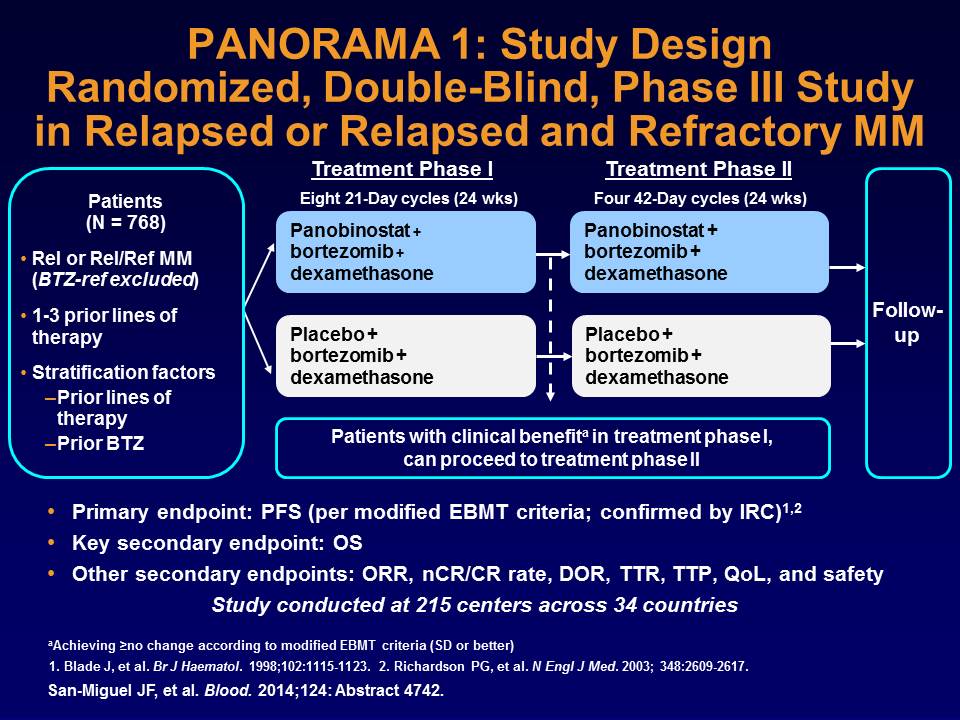 PANORAMA 1: Study Design
Randomized, Double-Blind, Phase III Study
in Relapsed or Relapsed and Refractory MM
Patients
(N = 768)
• Rel or Rel/Ref MM
(BTZ-ref excluded)
• 1-3 prior lines of
therapy
• Stratification factors
–Prior lines of
therapy
–Prior BTZ
Treatment Phase I
Eight 21-Day cycles (24 wks)
Panobinostat +
bortezomib +
dexamethasone
Placebo +
bortezomib +
dexamethasone
Treatment Phase II
Four 42-Day cycles (24 wks)
Panobinostat +
bortezomib +
dexamethasone
Placebo +
bortezomib +
dexamethasone
Follow-
up
Patients with clinical benefitᵃ in treatment phase I,
can proceed to treatment phase II
• Primary endpoint: PFS (per modified EBMT criteria; confirmed by IRC)¹,²
• Key secondary endpoint: OS
• Other secondary endpoints: ORR, nCR/CR rate, DOR, TTR, TTP, QoL, and safety
Study conducted at 215 centers across 34 countries
ᵃAchieving ≥no change according to modified EBMT criteria (SD or better)
1. Blade J, et al. Br J Haematol. 1998;102:1115-1123. 2. Richardson PG, et al. N Engl J Med. 2003; 348:2609-2617.
San-Miguel JF, et al. Blood. 2014;124: Abstract 4742.